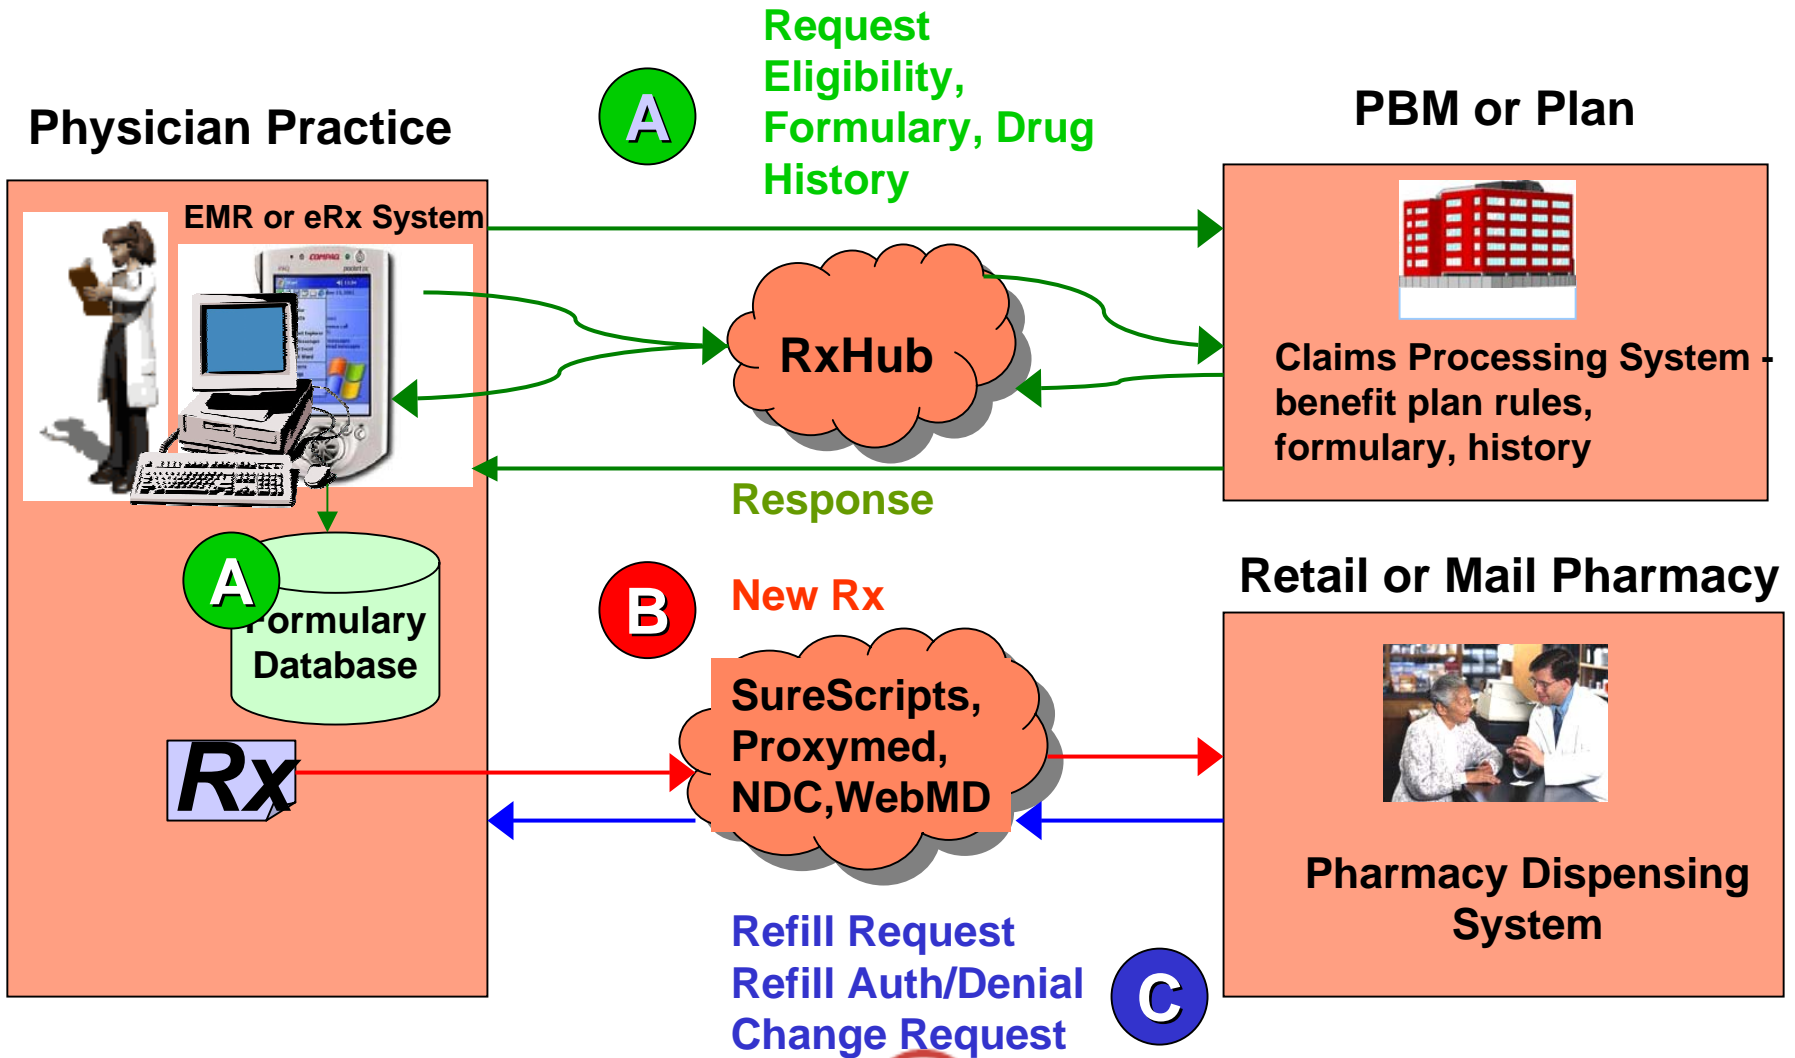 Request
Eligibility,
Formulary, Drug
History
A
Physician Practice
PBM or Plan
EMR or eRx System
COMPAQ
RxHub
Claims Processing System -
benefit plan rules,
formulary, history
Response
A
ormulary
Database
B
New Rx
Retail or Mail Pharmacy
SureScripts,
Proxymed,
NDC,WebMD
Rx
Pharmacy Dispensing
System
Refill Request
Refill Auth/Denial
Change Request
C